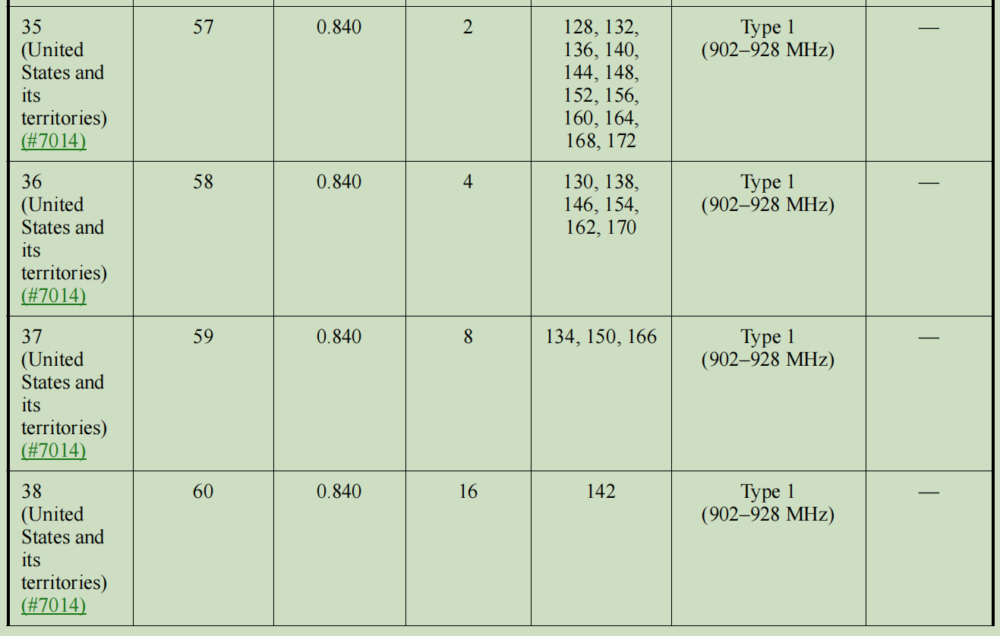 35
(United
States and
its
territories)
(#7014)
57
0.840
2
128, 132,
136, 140,
144, 148,
152, 156,
160, 164,
168, 172
Type 1
(902–928 MHz)
—
36
(United
States and
its
territories)
(#7014)
58
0.840
4
130, 138,
146, 154,
162, 170
Type 1
(902–928 MHz)
—
37
(United
States and
its
territories)
(#7014)
59
0.840
8
134, 150, 166
Type 1
(902–928 MHz)
—
38
(United
States and
its
territories)
(#7014)
60
0.840
16
142
Type 1
(902–928 MHz)
—